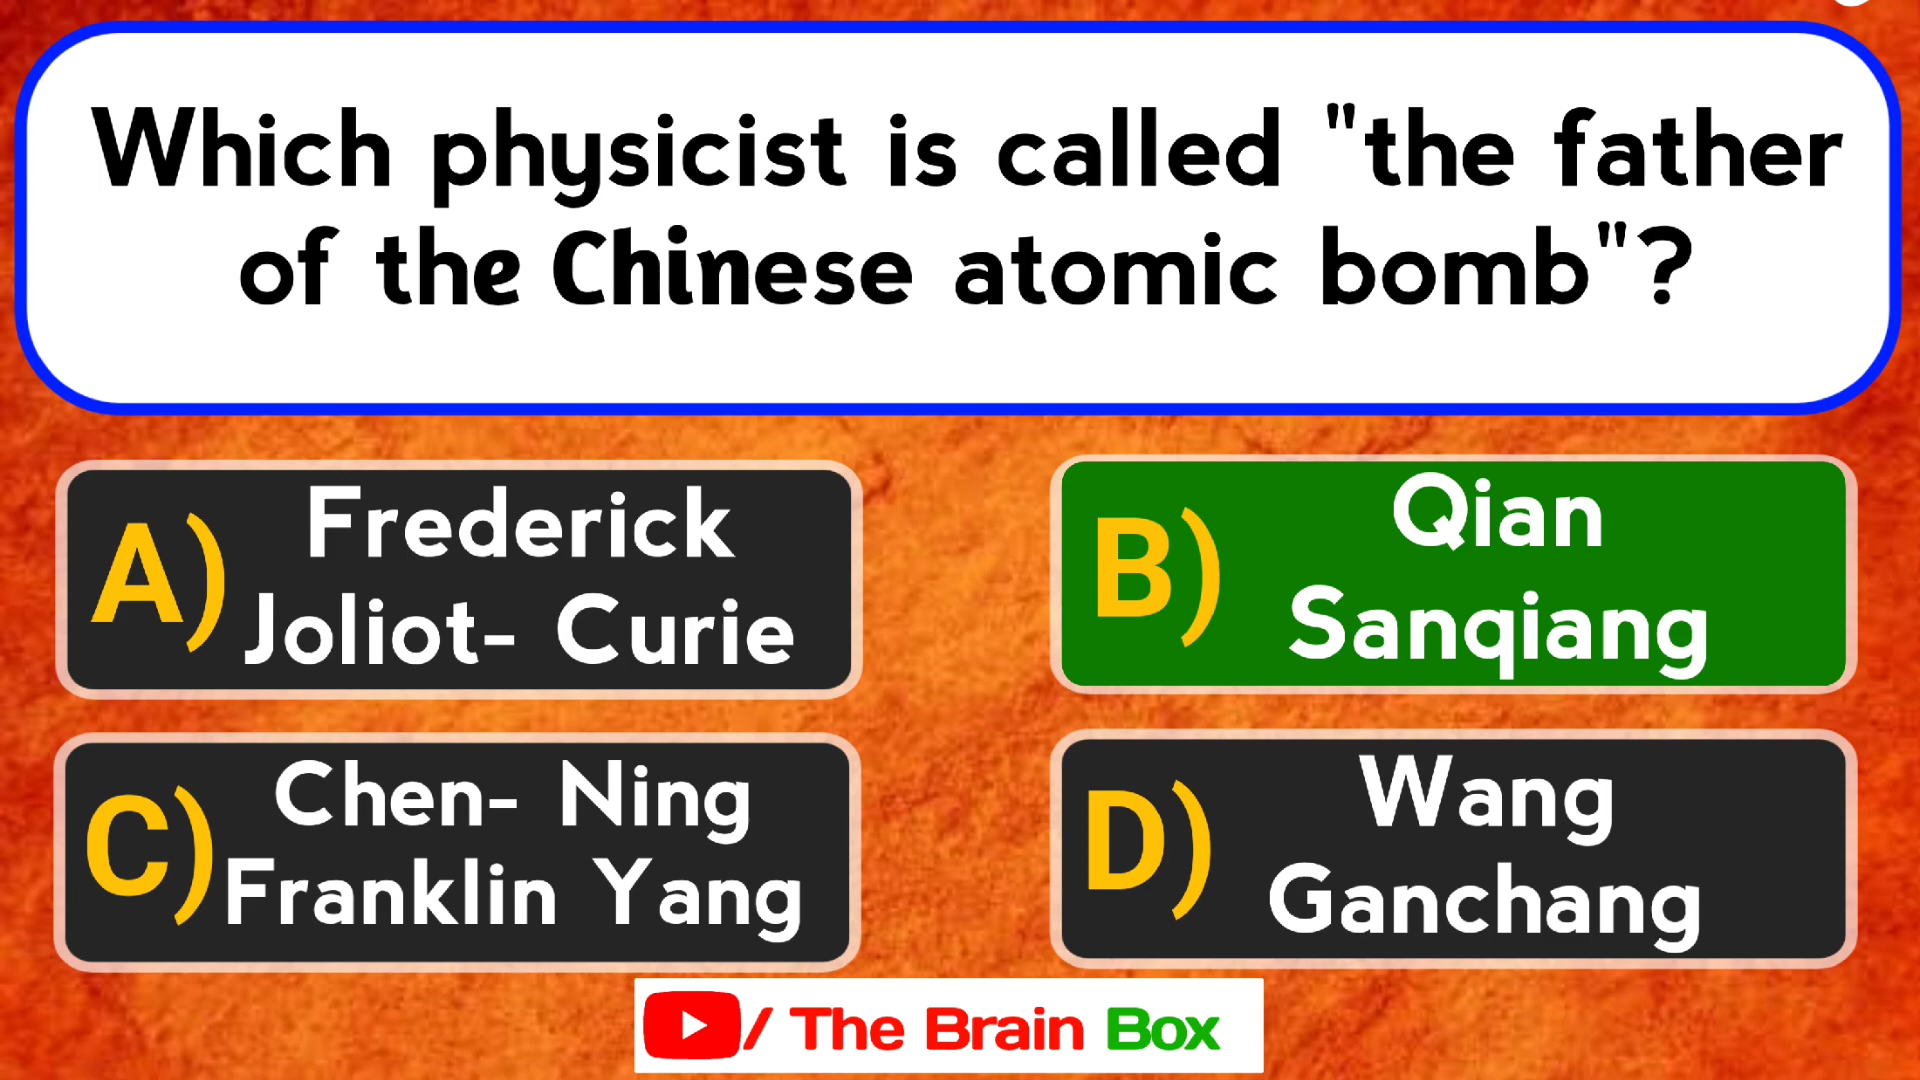 Which physicist is called "the father
of the Chinese atomic bomb"?
A) Frederick
Joliot- Curie
B) Qian
Sanqiang
C) Chen- Ning
Franklin Yang
D) Wang
Ganchang
/ The Brain Box